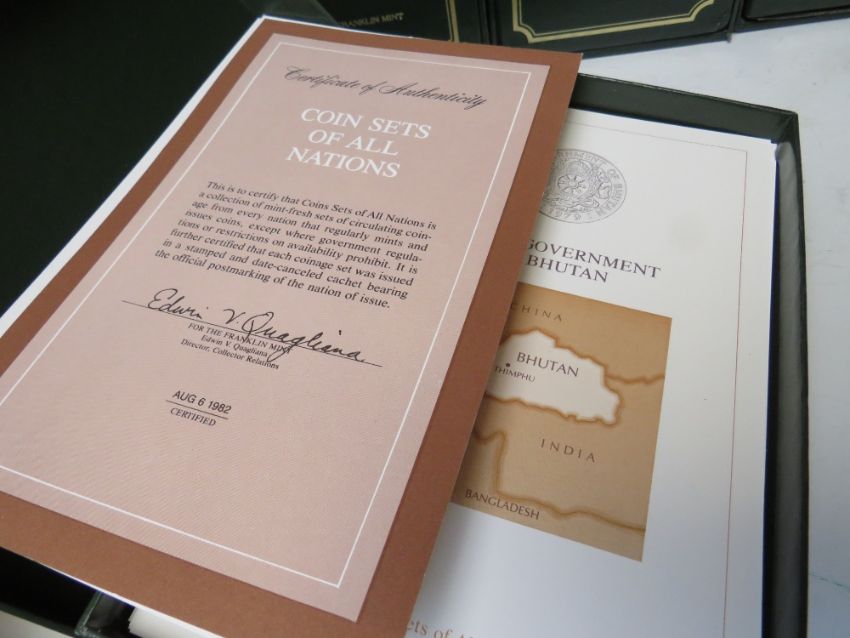 FRANKLIN MINT
Certificate of Authenticity
COIN SETS
OF ALL
NATIONS
This is to certify that Coins Sets of All Nations is
a collection of mint-fresh sets of circulating coin-
age from every nation that regularly mints and
issues coins, except where government regula-
tions or restrictions on availability prohibit. It is
further certified that each coinage set was issued
in a stamped and date-canceled cachet bearing
the official postmarking of the nation of issue.
Edwin V. Quagliana
FOR THE FRANKLIN MINT
Edwin V. Quagliana
Director, Collector Relations
AUG 6 1982
CERTIFIED
GOVERNMENT
BHUTAN
CHINA
BHUTAN
THIMPHU
INDIA
BANGLADESH